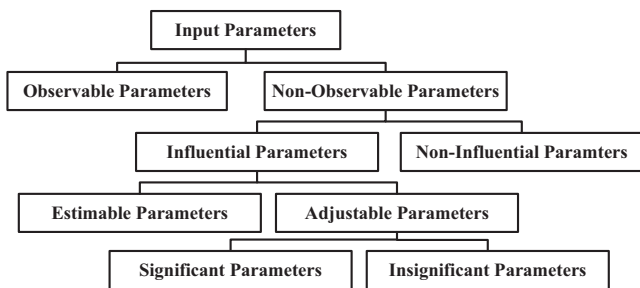 Input Parameters
Observable Parameters
Non-Observable Parameters
Influential Parameters
Non-Influential Paramters
Estimable Parameters
Adjustable Parameters
Significant Parameters
Insignificant Parameters